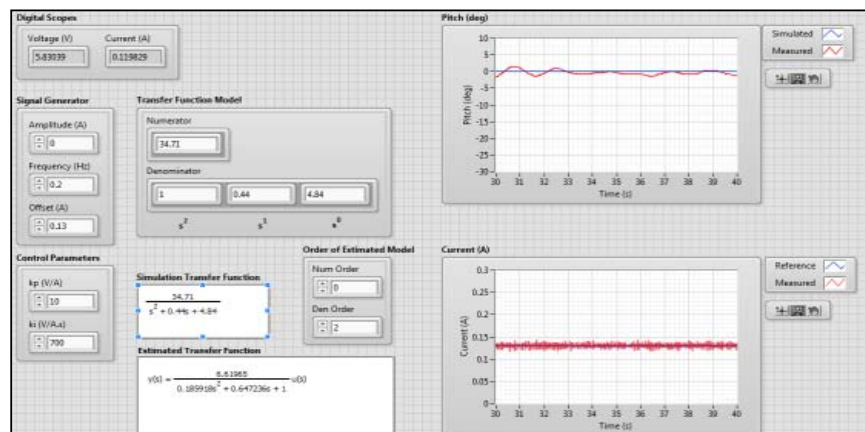 Digital Scopes
Voltage (V)
5.83039
Current (A)
0.119829
Signal Generator
Amplitude (A)
0
Frequency (Hz)
0.2
Offset (A)
0.13
Transfer Function Model
Numerator
34.71
Denominator
1 0.44 4.84
s2 s1 s0
Control Parameters
kp (V/A)
10
ki (V/A.s)
700
Simulation Transfer Function
34.71
s2 + 0.44s + 4.84
Order of Estimated Model
Num Order
0
Den Order
2
Estimated Transfer Function
6.61965
y(s) = u(s)
0.185918s2 + 0.647236s + 1
Pitch (deg)
Simulated
Measured
10
5
0
-5
-10
-15
-20
-25
-30
Pitch (deg)
30 31 32 33 34 35 36 37 38 39 40
Time (s)
Current (A)
Reference
Measured
0.3
0.25
0.2
0.15
0.1
0.05
0
Current (A)
30 31 32 33 34 35 36 37 38 39 40
Time (s)